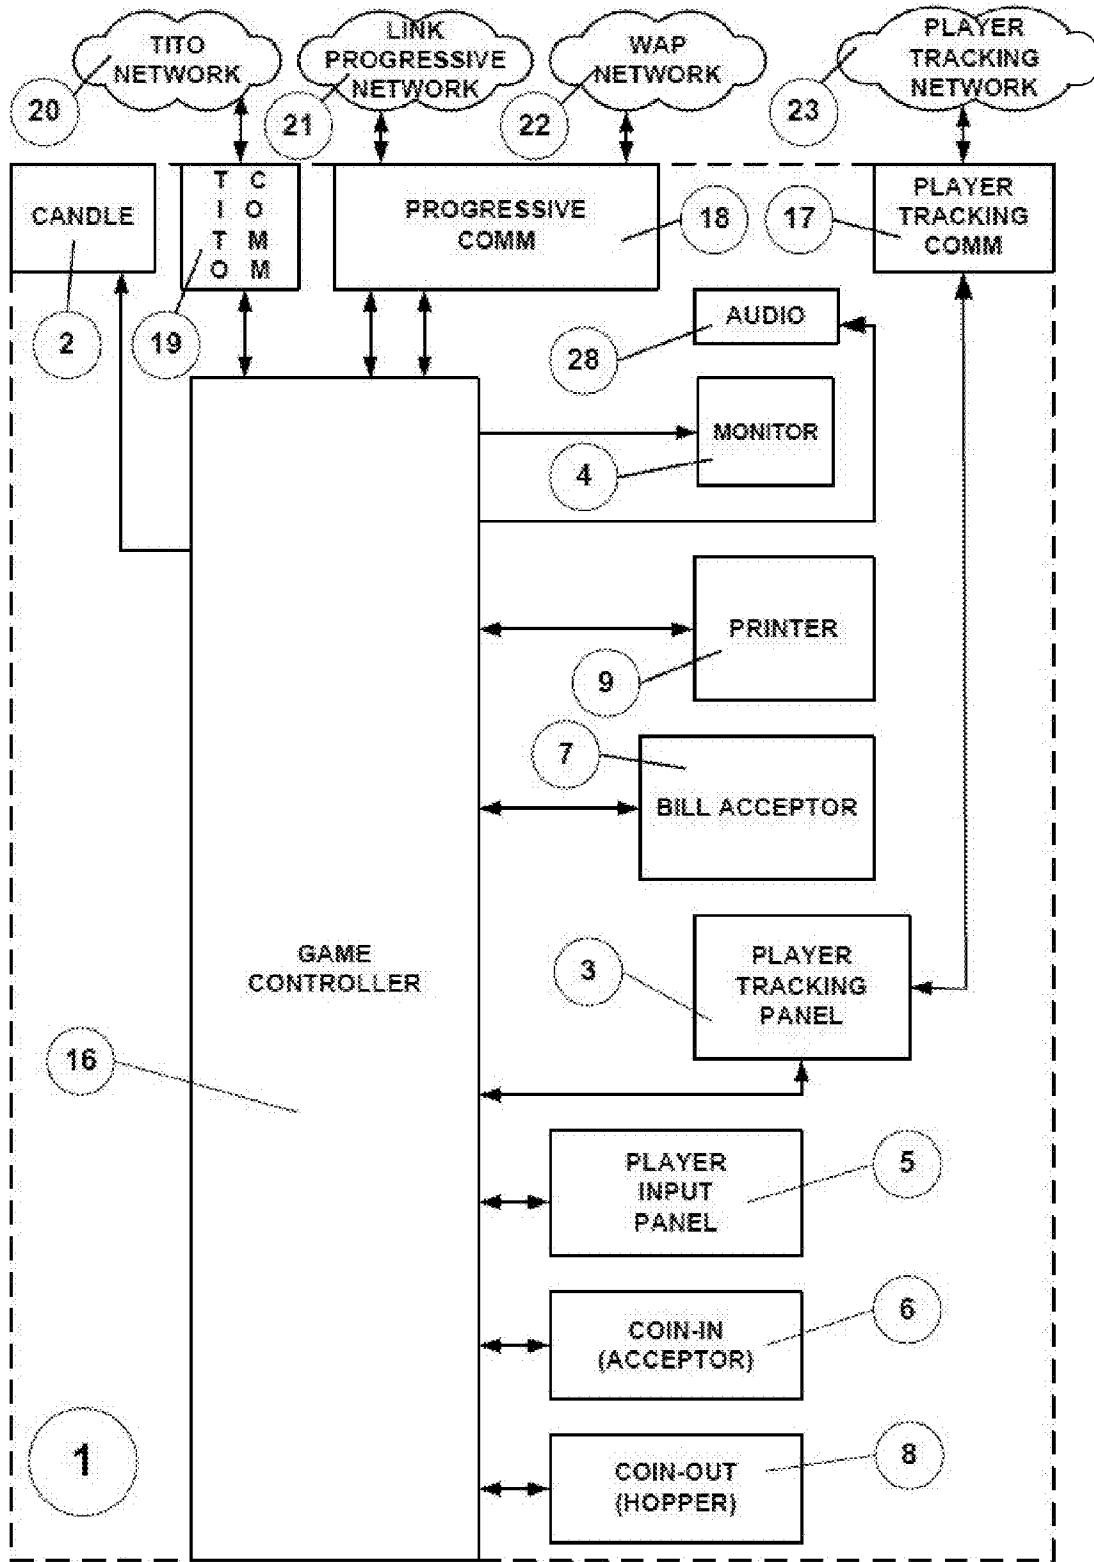 TITO
NETWORK
LINK
PROGRESSIVE
NETWORK
WAP
NETWORK
PLAYER
TRACKING
NETWORK
20
21
22
23
CANDLE
TITO
COMM
PROGRESSIVE
COMM
18
17
PLAYER
TRACKING
COMM
2
19
AUDIO
28
MONITOR
4
PRINTER
9
7
BILL ACCEPTOR
GAME
CONTROLLER
3
PLAYER
TRACKING
PANEL
16
PLAYER
INPUT
PANEL
5
COIN-IN
(ACCEPTOR)
6
1
COIN-OUT
(HOPPER)
8